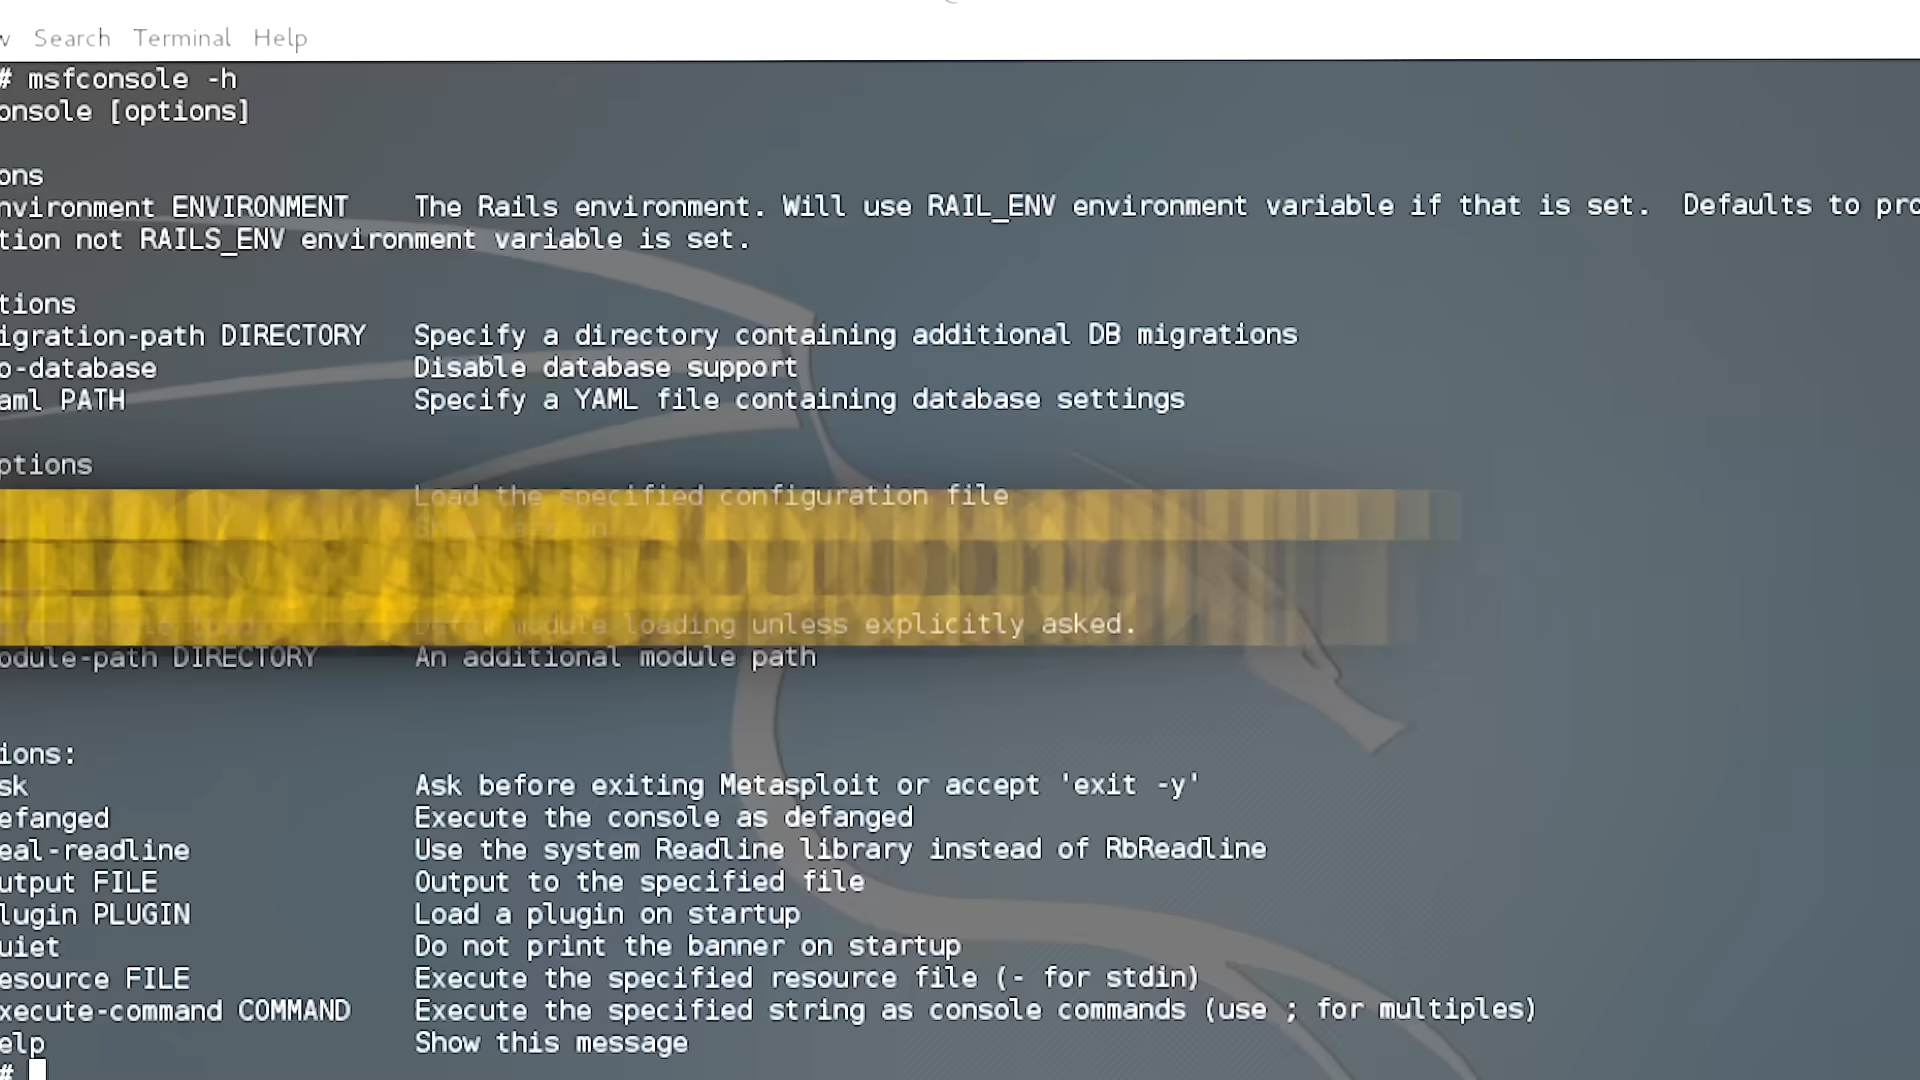 Search Terminal Help
# msfconsole -h
onsole [options]
ons
nvironment ENVIRONMENT The Rails environment. Will use RAIL_ENV environment variable if that is set. Defaults to pro
tion not RAILS_ENV environment variable is set.
tions
igration-path DIRECTORY Specify a directory containing additional DB migrations
o-database Disable database support
aml PATH Specify a YAML file containing database settings
ptions
Load the specified configuration file
module loading unless explicitly asked.
odule-path DIRECTORY An additional module path
ions:
sk Ask before exiting Metasploit or accept 'exit -y'
efanged Execute the console as defanged
eal-readline Use the system Readline library instead of RbReadline
utput FILE Output to the specified file
lugin PLUGIN Load a plugin on startup
uiet Do not print the banner on startup
esource FILE Execute the specified resource file (- for stdin)
xecute-command COMMAND Execute the specified string as console commands (use ; for multiples)
elp Show this message
#